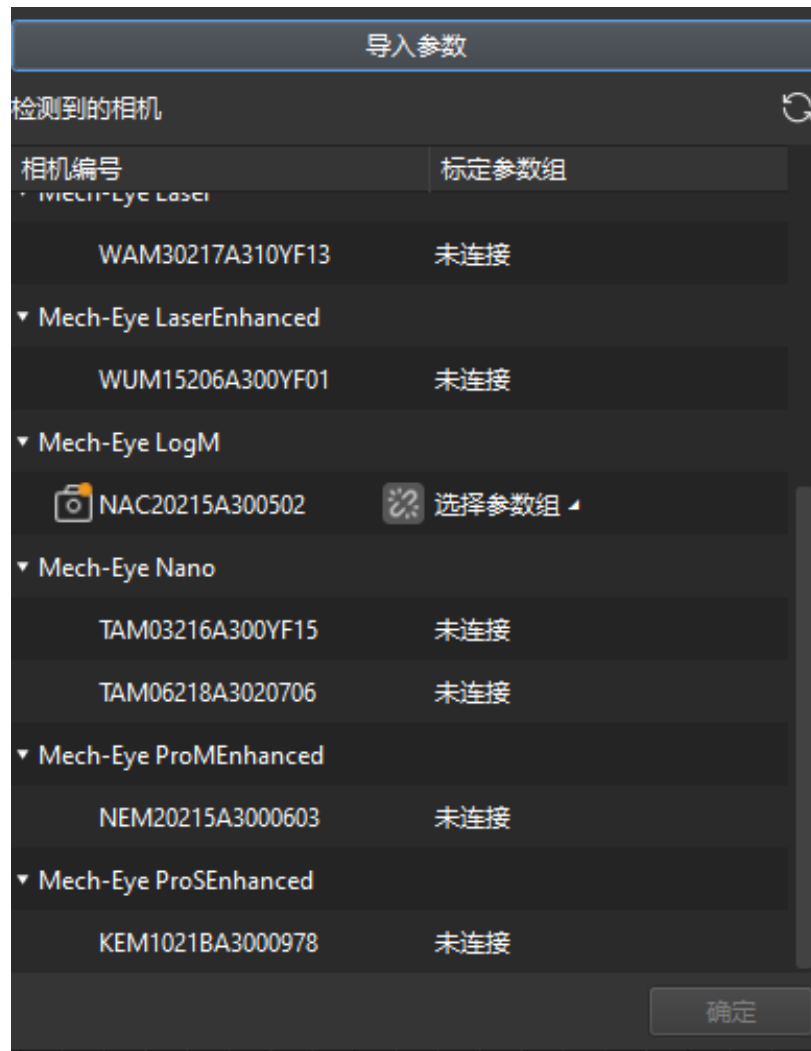 导入参数
检测到的相机
相机编号 标定参数组
Mech-Eye Laser
WAM30217A310YF13 未连接
Mech-Eye LaserEnhanced
WUM15206A300YF01 未连接
Mech-Eye LogM
NAC20215A300502 选择参数组
Mech-Eye Nano
TAM03216A300YF15 未连接
TAM06218A3020706 未连接
Mech-Eye ProMEnhanced
NEM20215A3000603 未连接
Mech-Eye ProSEnhanced
KEM1021BA3000978 未连接
确定